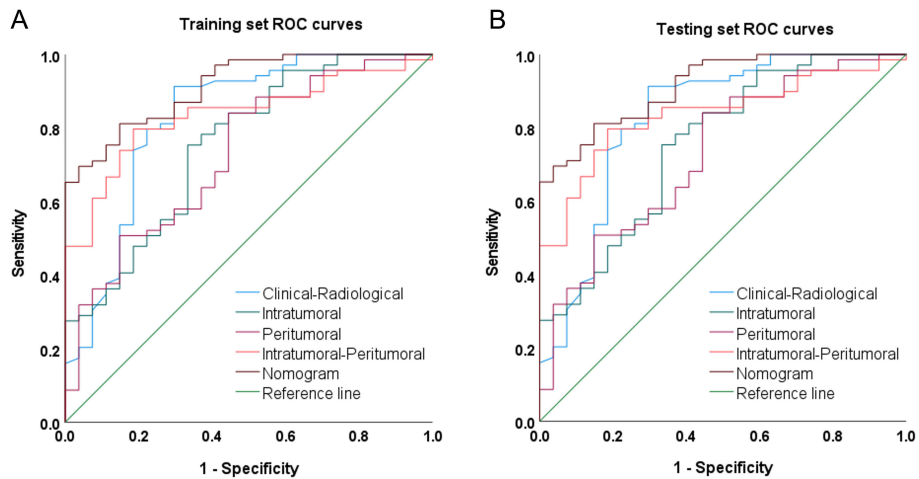 A
Training set ROC curves
1.0
0.8
0.6
0.4
0.2
0.0
Sensitivity
Clinical-Radiological
Intratumoral
Peritumoral
Intratumoral-Peritumoral
Nomogram
Reference line
0.0 0.2 0.4 0.6 0.8 1.0
1 - Specificity
B
Testing set ROC curves
1.0
0.8
0.6
0.4
0.2
0.0
Sensitivity
Clinical-Radiological
Intratumoral
Peritumoral
Intratumoral-Peritumoral
Nomogram
Reference line
0.0 0.2 0.4 0.6 0.8 1.0
1 - Specificity